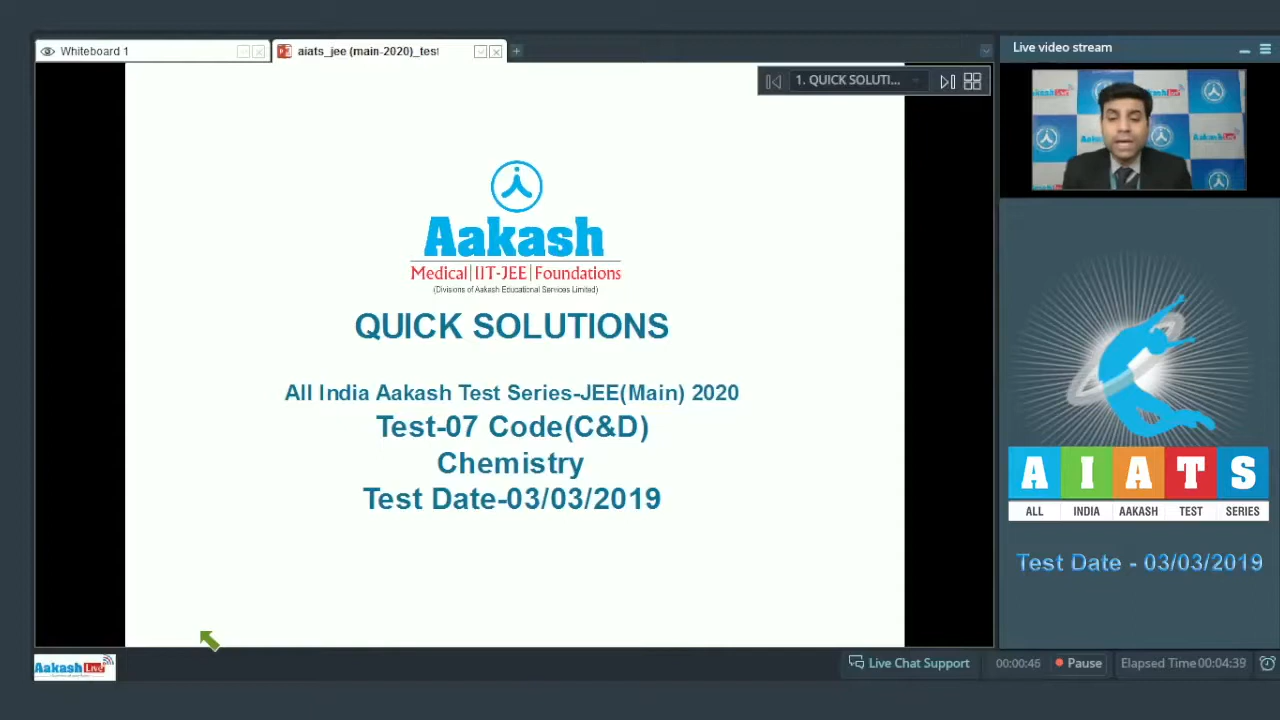 Whiteboard 1
aiats_jee (main-2020)_test
Live video stream
1. QUICK SOLUTI...
Aakash
Medical|IIT-JEE|Foundations
(Divisions of Aakash Educational Services Limited)
QUICK SOLUTIONS
All India Aakash Test Series-JEE(Main) 2020
Test-07 Code(C&D)
Chemistry
Test Date-03/03/2019
A I A T S
ALL INDIA AAKASH TEST SERIES
Test Date - 03/03/2019
Aakash Live
Live Chat Support
00:00:46
Pause
Elapsed Time 00:04:39